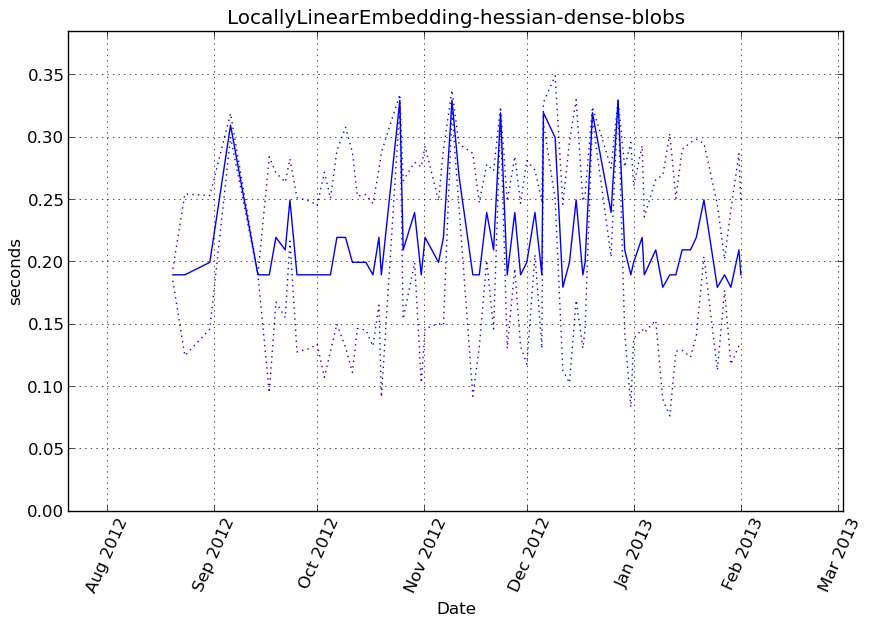 LocallyLinearEmbedding-hessian-dense-blobs
seconds
0.35
0.30
0.25
0.20
0.15
0.10
0.05
0.00
Aug 2012
Sep 2012
Oct 2012
Nov 2012
Dec 2012
Jan 2013
Feb 2013
Mar 2013
Date